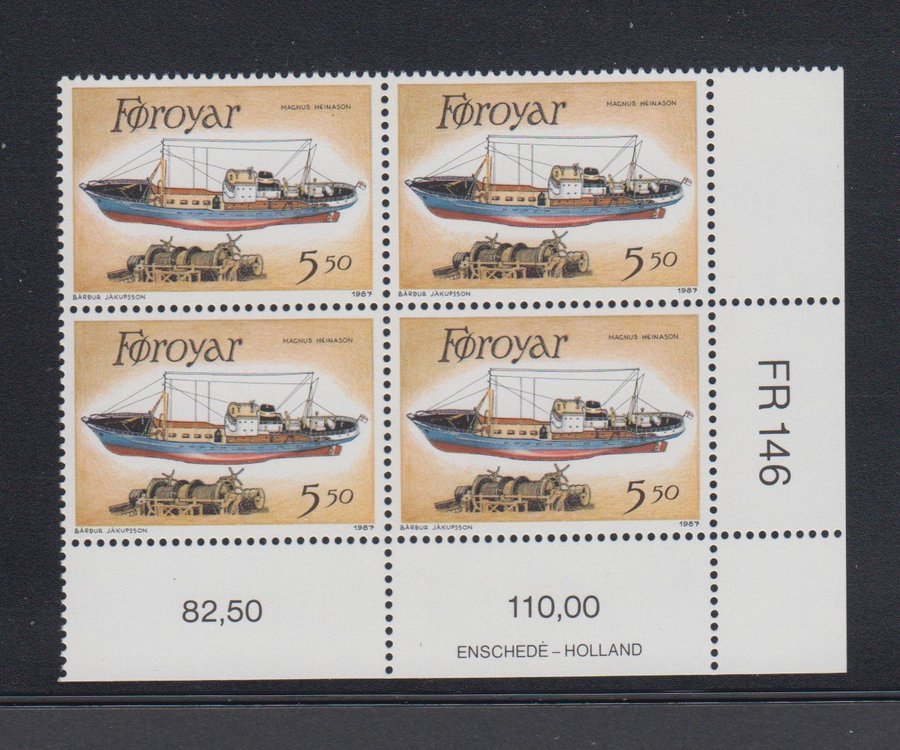 Føroyar
MAGNUS HEINASON
5 50
BÁRÐUR JÁKUPSSON
1987
Føroyar
MAGNUS HEINASON
5 50
BÁRÐUR JÁKUPSSON
1987
Føroyar
MAGNUS HEINASON
5 50
BÁRÐUR JÁKUPSSON
1987
Føroyar
MAGNUS HEINASON
5 50
BÁRÐUR JÁKUPSSON
1987
FR 146
82,50
110,00
ENSCHEDÉ – HOLLAND